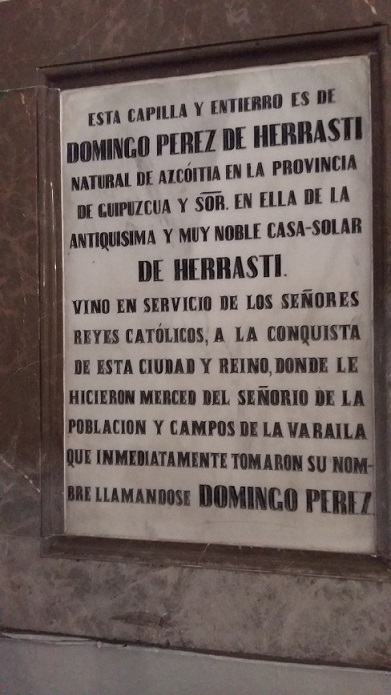 ESTA CAPILLA Y ENTIERRO ES DE
DOMINGO PEREZ DE HERRASTI
NATURAL DE AZCÓITIA EN LA PROVINCIA
DE GUIPUZCUA Y SOR. EN ELLA DE LA
ANTIQUISIMA Y MUY NOBLE CASA-SOLAR
DE HERRASTI.
VINO EN SERVICIO DE LOS SEÑORES
REYES CATÓLICOS, A LA CONQUISTA
DE ESTA CIUDAD Y REINO, DONDE LE
HICIERON MERCED DEL SEÑORIO DE LA
POBLACION Y CAMPOS DE LA VARAILA
QUE INMEDIATAMENTE TOMARON SU NOM-
BRE LLAMANDOSE DOMINGO PEREZ.